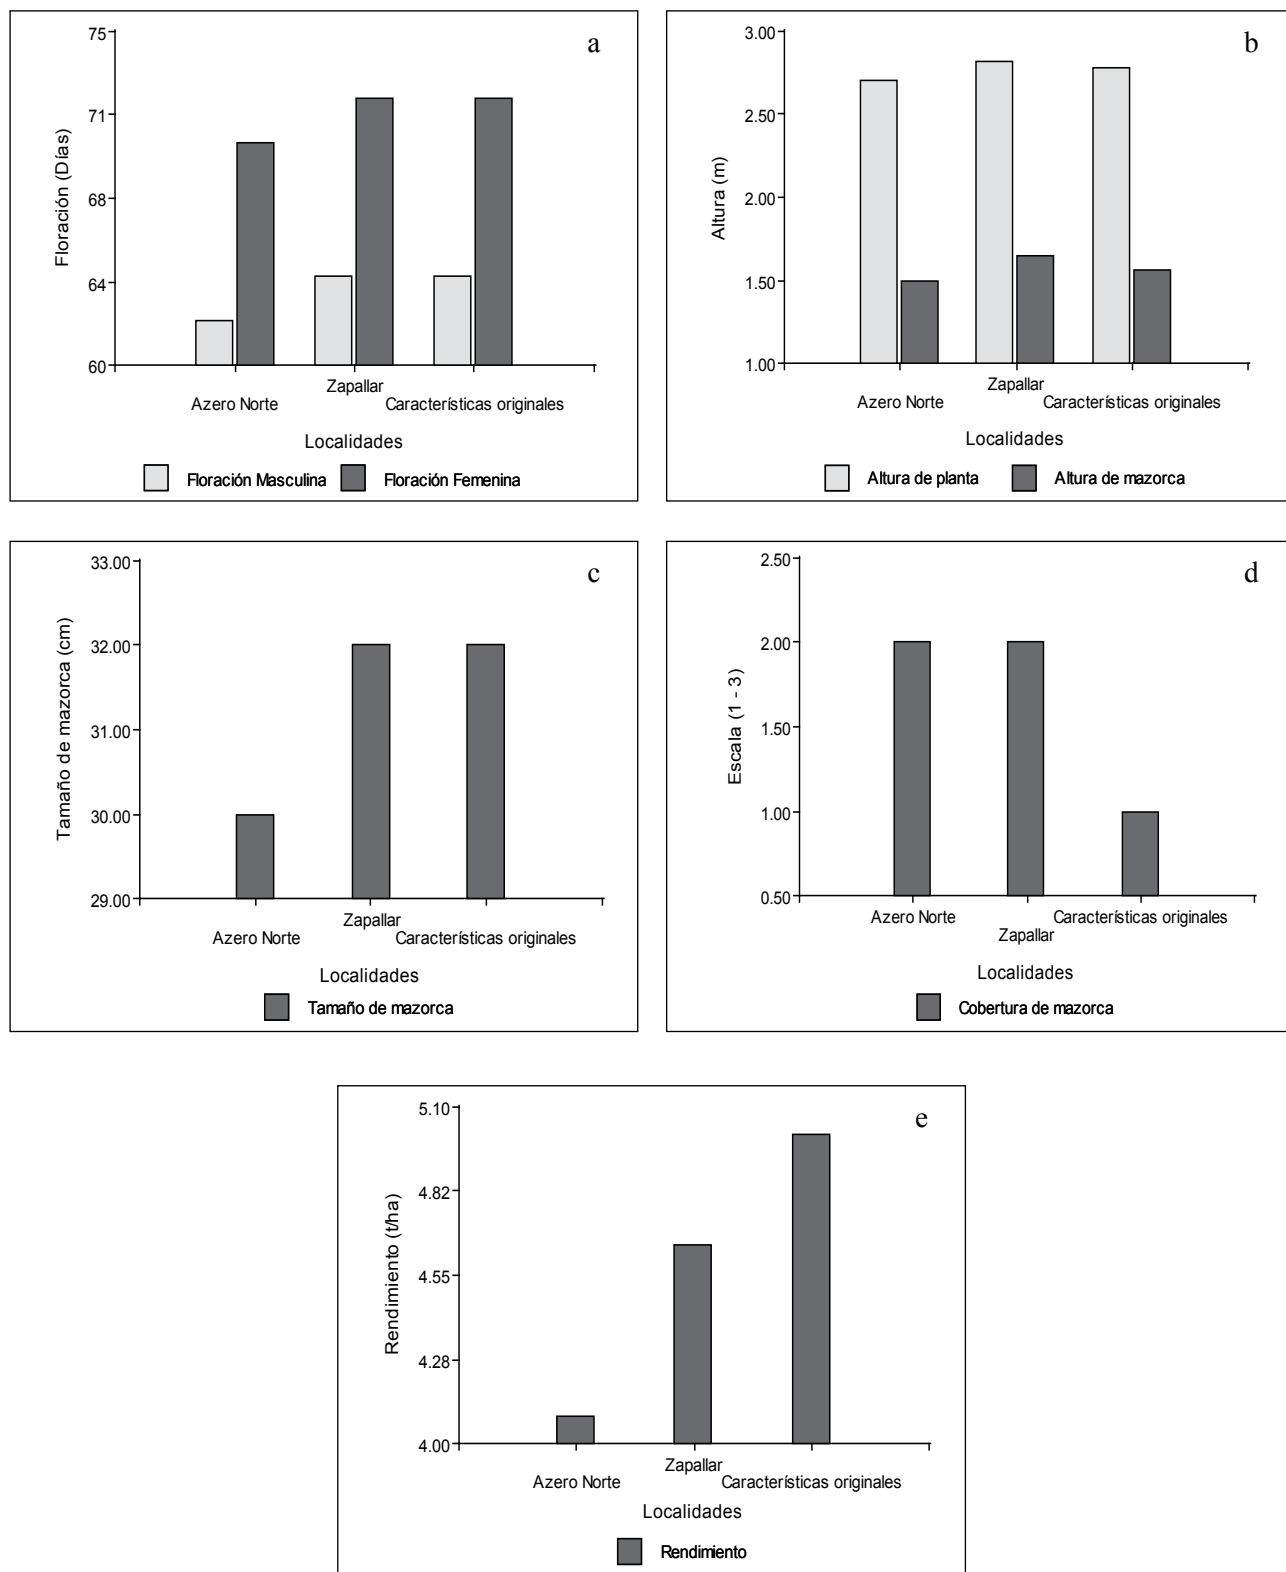 a
75
71
68
64
60
Floración (Días)
Azero Norte
Zapallar
Características originales
Localidades
Floración Masculina
Floración Femenina
b
3.00
2.50
2.00
1.50
1.00
Altura (m)
Azero Norte
Zapallar
Características originales
Localidades
Altura de planta
Altura de mazorca
c
33.00
32.00
31.00
30.00
29.00
Tamaño de mazorca (cm)
Azero Norte
Zapallar
Características originales
Localidades
Tamaño de mazorca
d
2.50
2.00
1.50
1.00
0.50
Escala (1 - 3)
Azero Norte
Zapallar
Características originales
Localidades
Cobertura de mazorca
e
5.10
4.82
4.55
4.28
4.00
Rendimiento (t/ha)
Azero Norte
Zapallar
Características originales
Localidades
Rendimiento